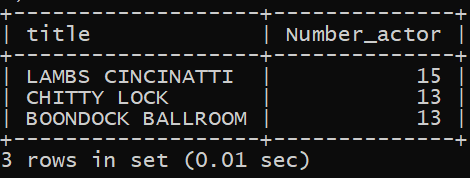 +-------------------+--------------+
| title             | Number_actor |
+-------------------+--------------+
| LAMBS CINCINATTI  |           15 |
| CHITTY LOCK       |           13 |
| BOONDOCK BALLROOM |           13 |
+-------------------+--------------+
3 rows in set (0.01 sec)